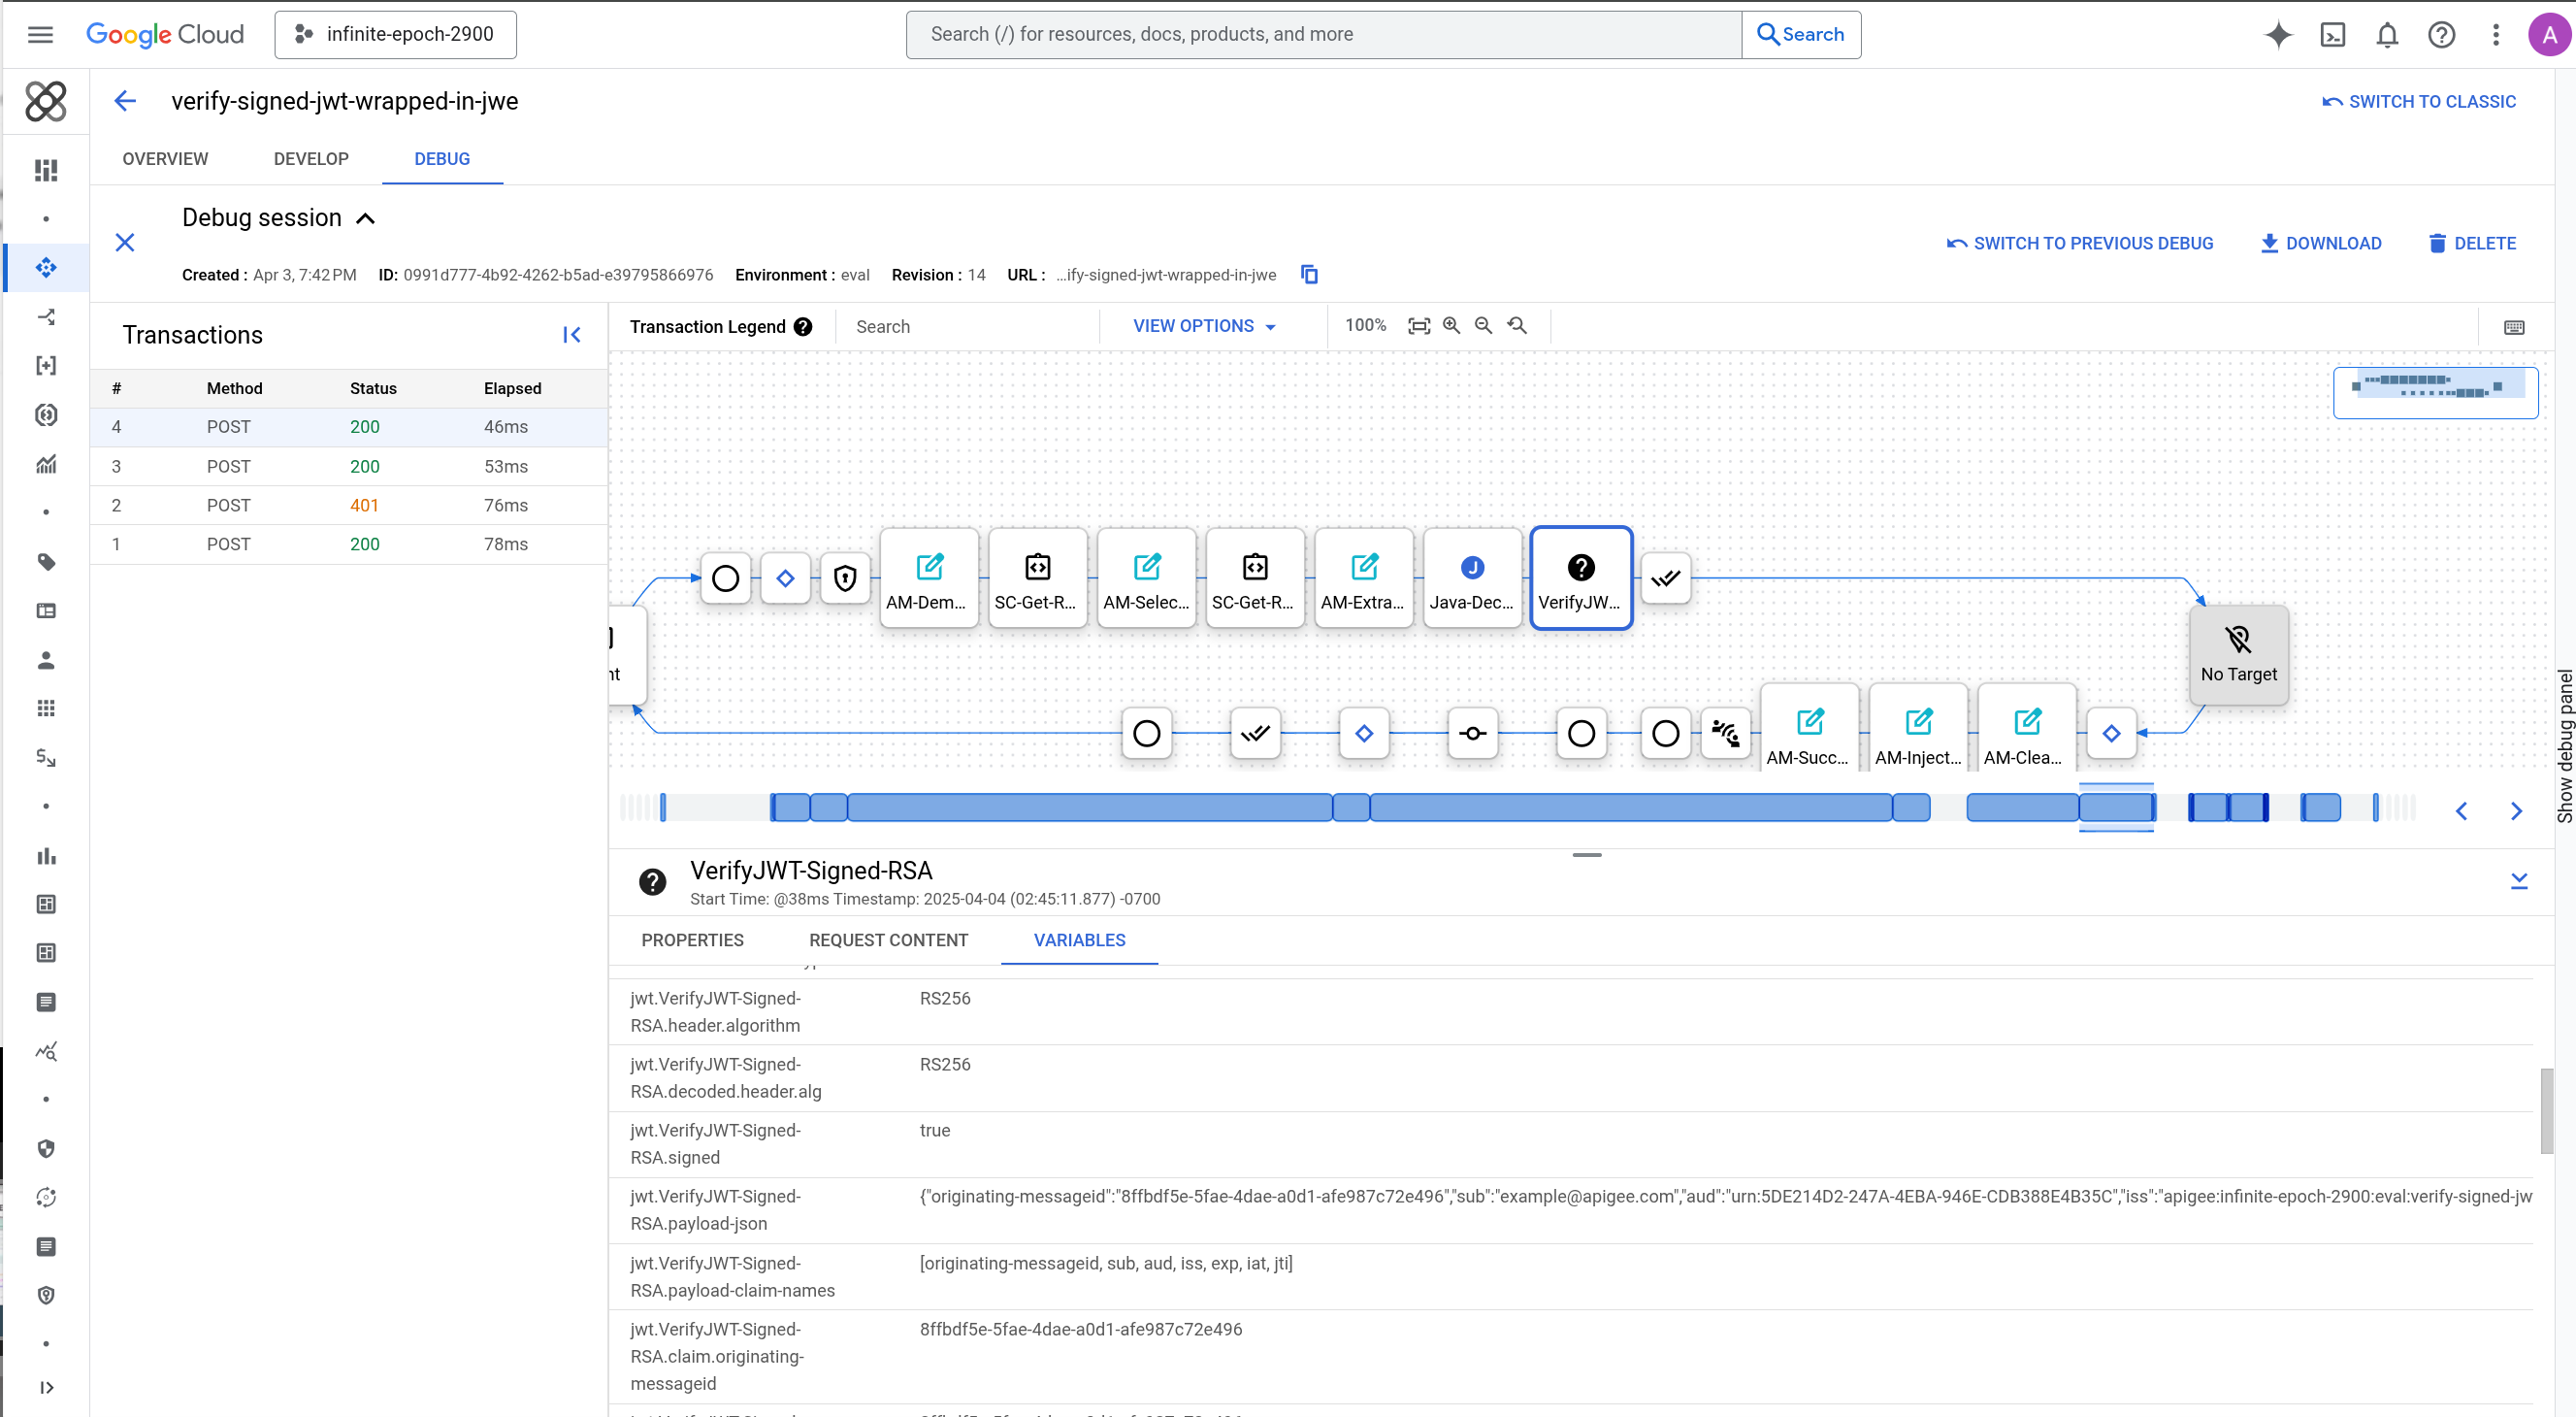 Google Cloud
infinite-epoch-2900
Search (/) for resources, docs, products, and more
Search
A
verify-signed-jwt-wrapped-in-jwe
SWITCH TO CLASSIC
OVERVIEW DEVELOP DEBUG
Debug session
SWITCH TO PREVIOUS DEBUG DOWNLOAD DELETE
Created : Apr 3, 7:42 PM ID: 0991d777-4b92-4262-b5ad-e39795866976 Environment : eval Revision : 14 URL : ...ify-signed-jwt-wrapped-in-jwe
Transactions
# Method Status Elapsed
4 POST 200 46ms
3 POST 200 53ms
2 POST 401 76ms
1 POST 200 78ms
Transaction Legend Search VIEW OPTIONS 100%
AM-Dem... SC-Get-R... AM-Selec... SC-Get-R... AM-Extra... Java-Dec... VerifyJW...
J
nt
No Target
AM-Succ... AM-Inject... AM-Clea...
Show debug panel
VerifyJWT-Signed-RSA
Start Time: @38ms Timestamp: 2025-04-04 (02:45:11.877) -0700
PROPERTIES REQUEST CONTENT VARIABLES
jwt.VerifyJWT-Signed- RS256
RSA.header.algorithm
jwt.VerifyJWT-Signed- RS256
RSA.decoded.header.alg
jwt.VerifyJWT-Signed- true
RSA.signed
jwt.VerifyJWT-Signed- {"originating-messageid":"8ffbdf5e-5fae-4dae-a0d1-afe987c72e496","sub":"example@apigee.com","aud":"urn:5DE214D2-247A-4EBA-946E-CDB388E4B35C","iss":"apigee:infinite-epoch-2900:eval:verify-signed-jw
RSA.payload-json
jwt.VerifyJWT-Signed- [originating-messageid, sub, aud, iss, exp, iat, jti]
RSA.payload-claim-names
jwt.VerifyJWT-Signed- 8ffbdf5e-5fae-4dae-a0d1-afe987c72e496
RSA.claim.originating-
messageid